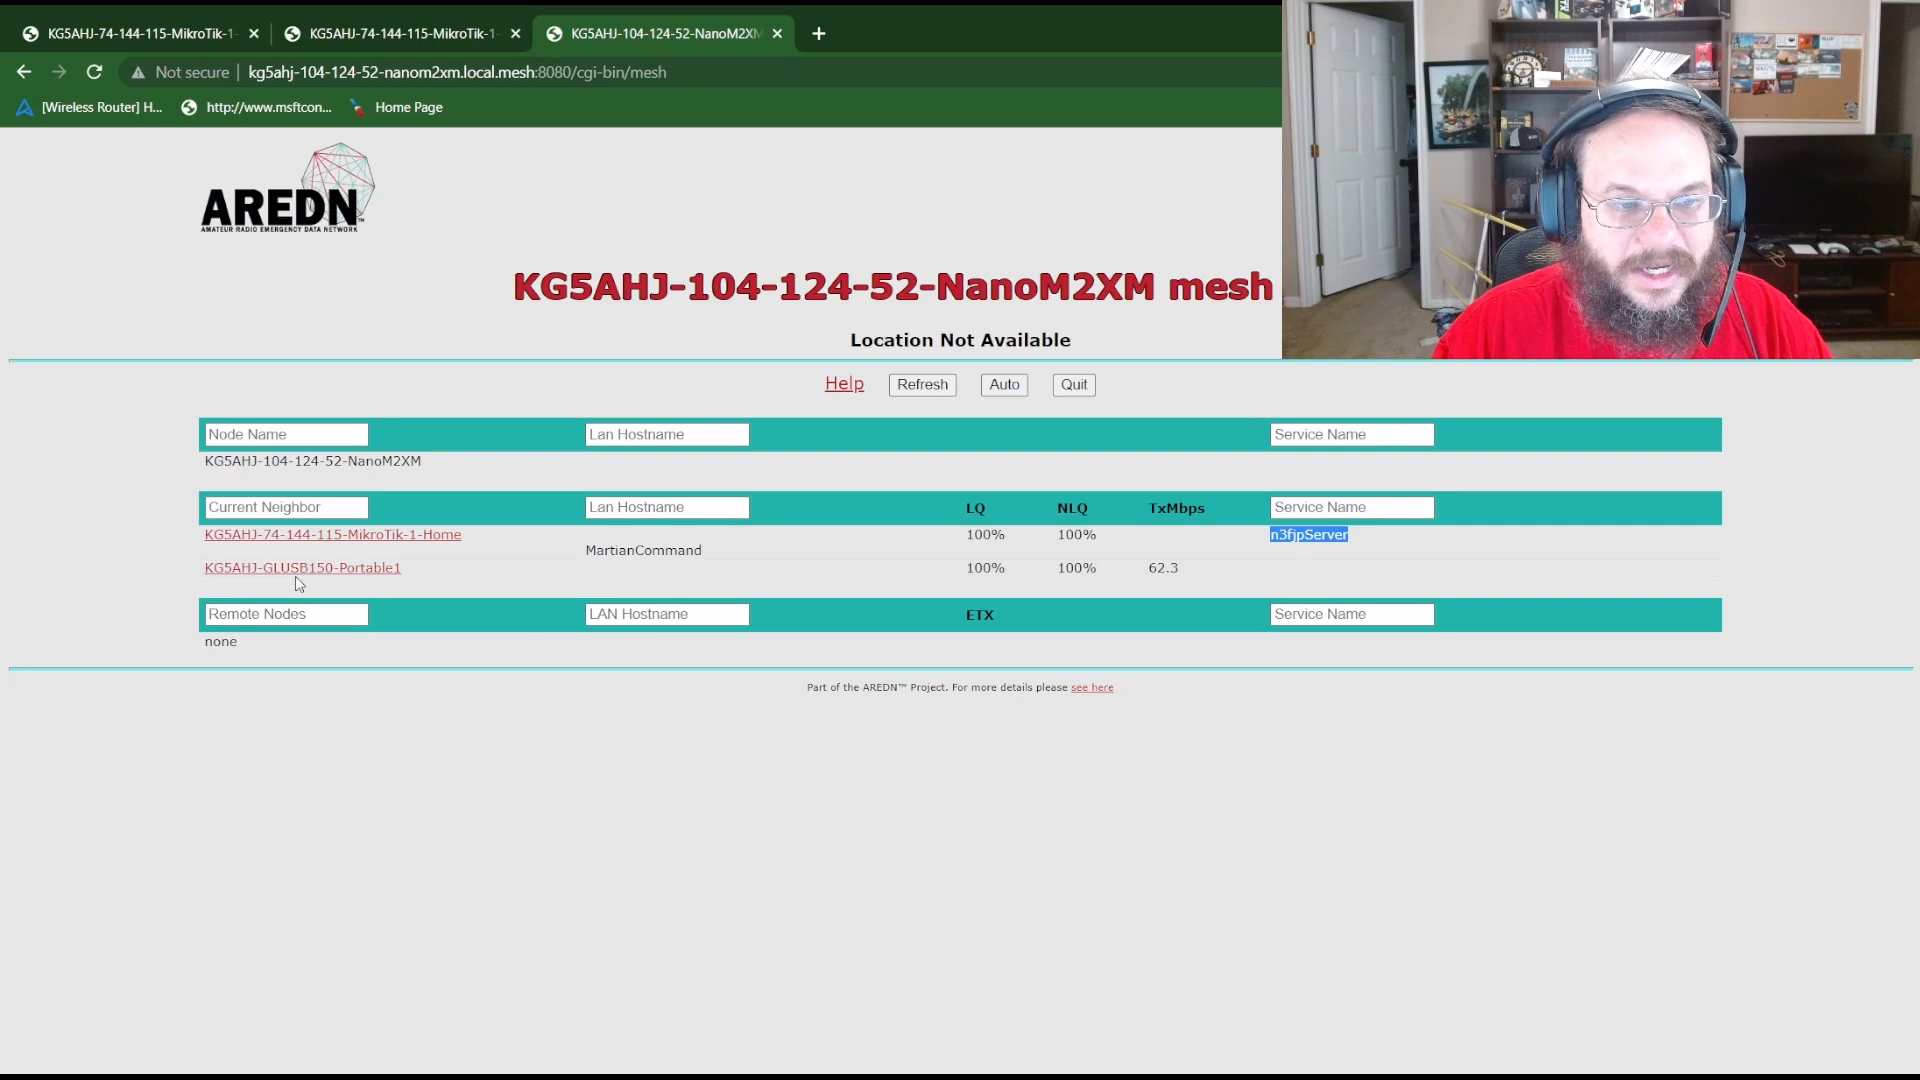 KG5AHJ-74-144-115-MikroTik-1- KG5AHJ-74-144-115-MikroTik-1- KG5AHJ-104-124-52-NanoM2XM
Not secure kg5ahj-104-124-52-nanom2xm.local.mesh:8080/cgi-bin/mesh
[Wireless Router] H... http://www.msftcon... Home Page
AREDN™
AMATEUR RADIO EMERGENCY DATA NETWORK
KG5AHJ-104-124-52-NanoM2XM mesh
Location Not Available
Help Refresh Auto Quit
Node Name Lan Hostname Service Name
KG5AHJ-104-124-52-NanoM2XM
Current Neighbor Lan Hostname LQ NLQ TxMbps Service Name
KG5AHJ-74-144-115-MikroTik-1-Home 100% 100% n3fjpServer
MartianCommand
KG5AHJ-GLUSB150-Portable1 100% 100% 62.3
Remote Nodes LAN Hostname ETX Service Name
none
Part of the AREDN™ Project. For more details please see here